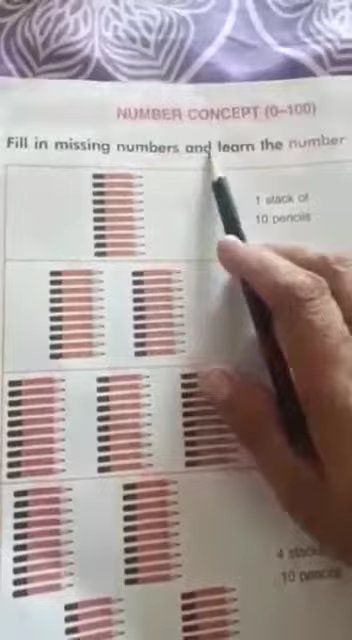 NUMBER CONCEPT (0–100)
Fill in missing numbers and learn the number
1 stack of
10 pencils
4 stack
10 pencils